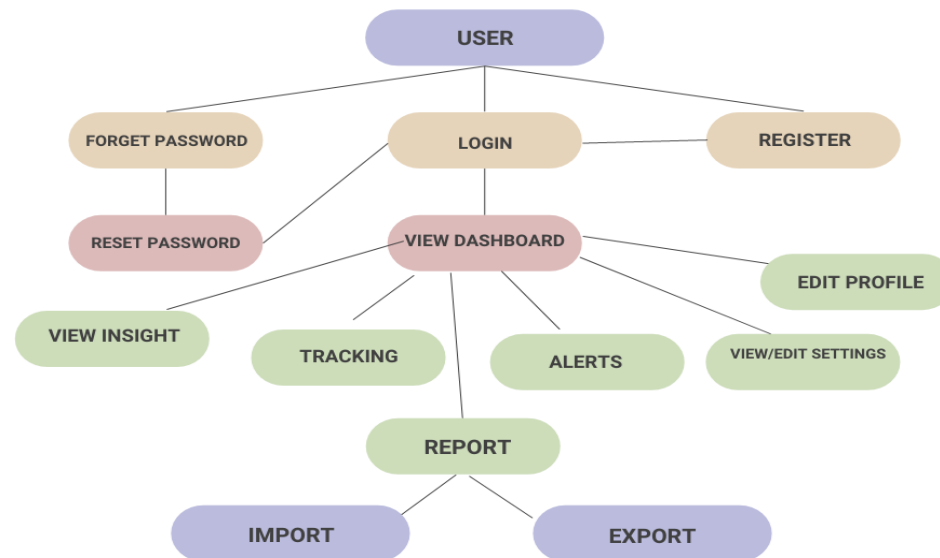 USER
FORGET PASSWORD
LOGIN
REGISTER
RESET PASSWORD
VIEW DASHBOARD
EDIT PROFILE
VIEW INSIGHT
TRACKING
ALERTS
VIEW/EDIT SETTINGS
REPORT
IMPORT
EXPORT